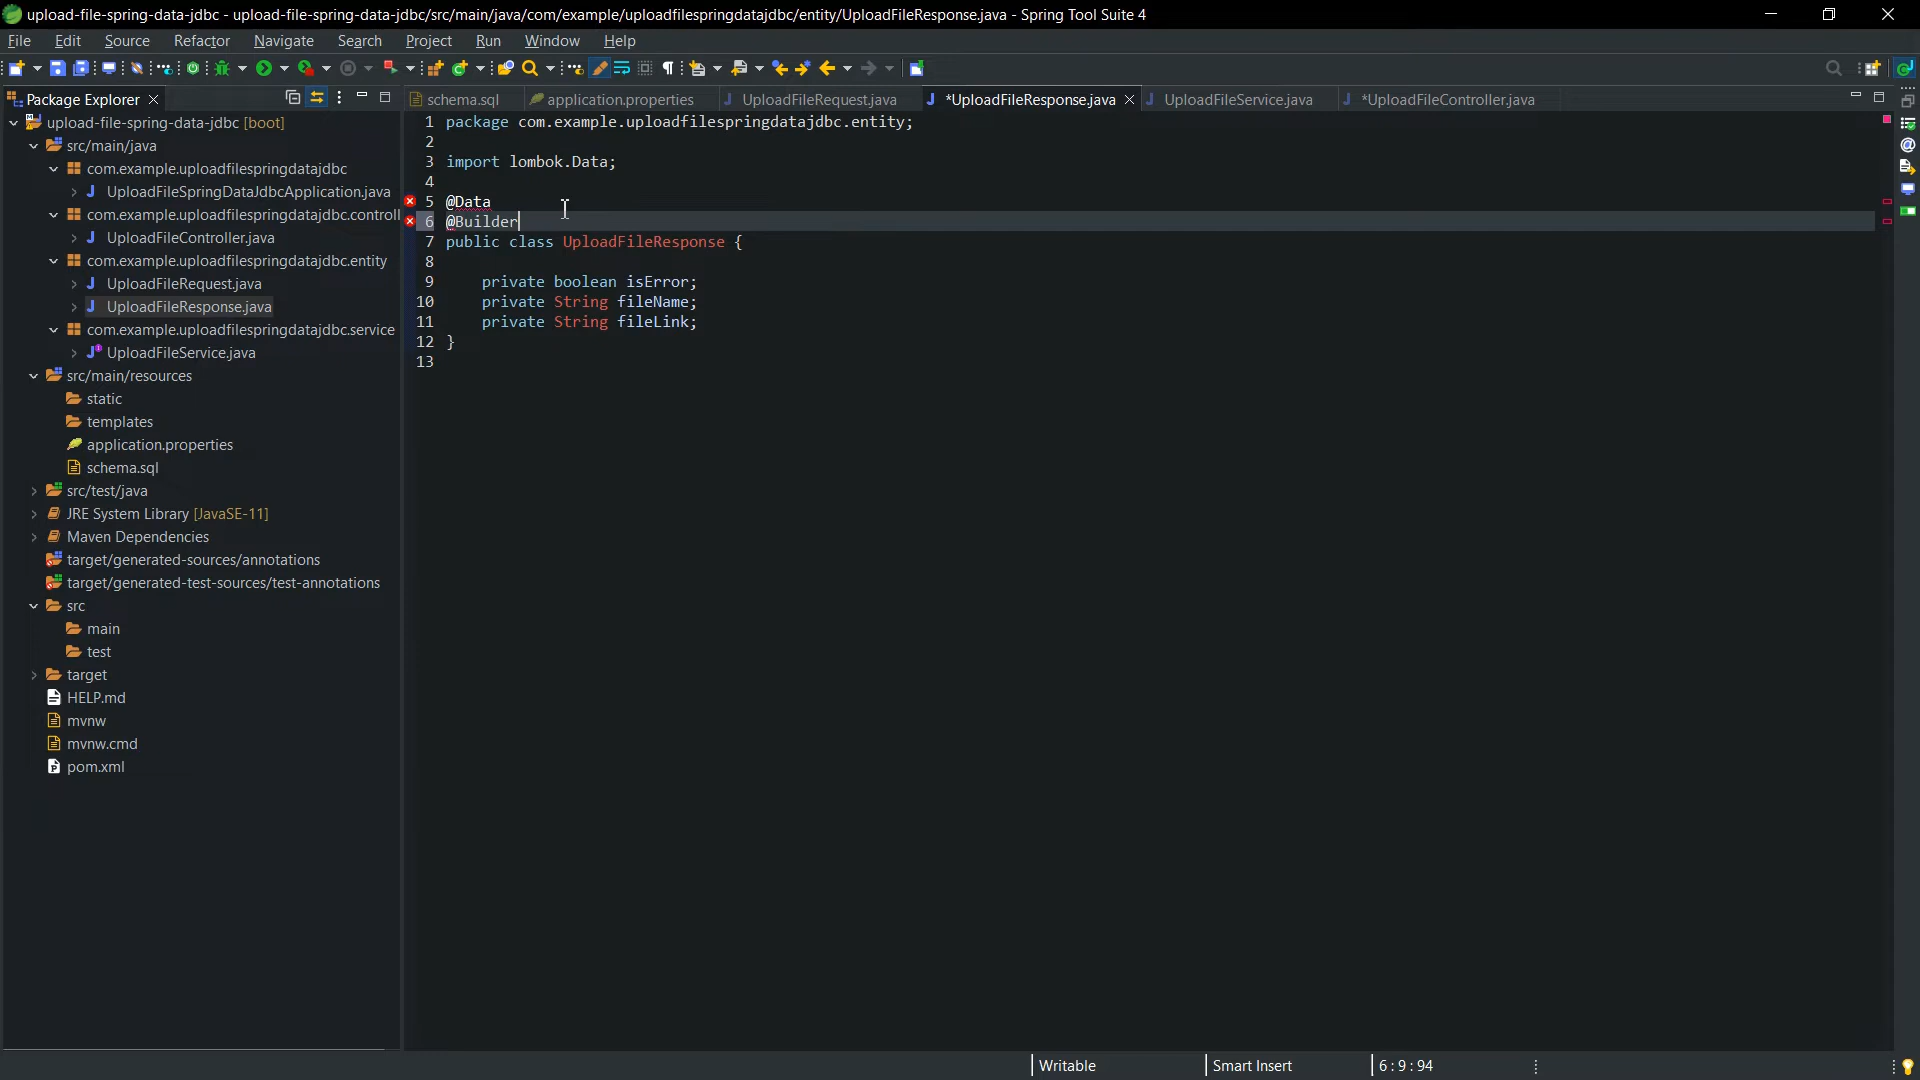 upload-file-spring-data-jdbc - upload-file-spring-data-jdbc/src/main/java/com/example/uploadfilespringdatajdbc/entity/UploadFileResponse.java - Spring Tool Suite 4
File Edit Source Refactor Navigate Search Project Run Window Help
Package Explorer
schema.sql application.properties UploadFileRequest.java *UploadFileResponse.java UploadFileService.java *UploadFileController.java
upload-file-spring-data-jdbc [boot]
src/main/java
com.example.uploadfilespringdatajdbc
UploadFileSpringDataJdbcApplication.java
com.example.uploadfilespringdatajdbc.controll
UploadFileController.java
com.example.uploadfilespringdatajdbc.entity
UploadFileRequest.java
UploadFileResponse.java
com.example.uploadfilespringdatajdbc.service
UploadFileService.java
src/main/resources
static
templates
application.properties
schema.sql
src/test/java
JRE System Library [JavaSE-11]
Maven Dependencies
target/generated-sources/annotations
target/generated-test-sources/test-annotations
src
main
test
target
HELP.md
mvnw
mvnw.cmd
pom.xml
1 package com.example.uploadfilespringdatajdbc.entity;
2
3 import lombok.Data;
4
5 @Data
6 @Builder
7 public class UploadFileResponse {
8
9 private boolean isError;
10 private String fileName;
11 private String fileLink;
12 }
13
Writable Smart Insert 6 : 9 : 94